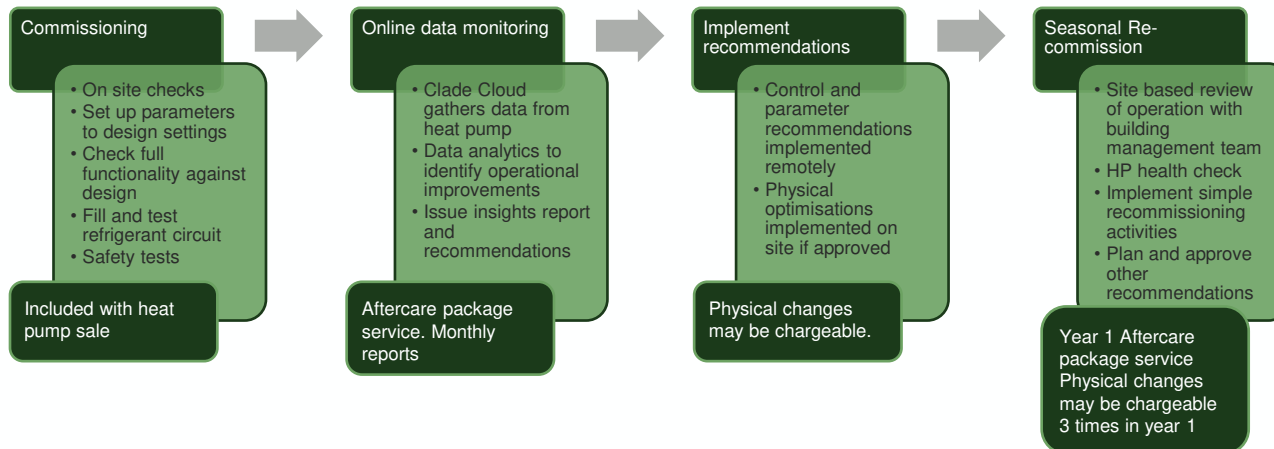 Commissioning
• On site checks
• Set up parameters
to design settings
• Check full
functionality against
design
• Fill and test
refrigerant circuit
• Safety tests
Included with heat
pump sale
Online data monitoring
• Clade Cloud
gathers data from
heat pump
• Data analytics to
identify operational
improvements
• Issue insights report
and
recommendations
Aftercare package
service. Monthly
reports
Implement
recommendations
• Control and
parameter
recommendations
implemented
remotely
• Physical
optimisations
implemented on
site if approved
Physical changes
may be chargeable.
Seasonal Re-
commission
• Site based review
of operation with
building
management team
• HP health check
• Implement simple
recommissioning
activities
• Plan and approve
other
recommendations
Year 1 Aftercare
package service
Physical changes
may be chargeable
3 times in year 1